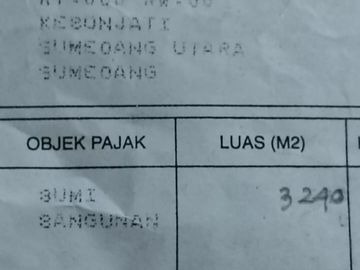 KEBONJATI
SUMEDANG UTARA
SUMEDANG
OBJEK PAJAK LUAS (M2)
BUMI 3240
BANGUNAN